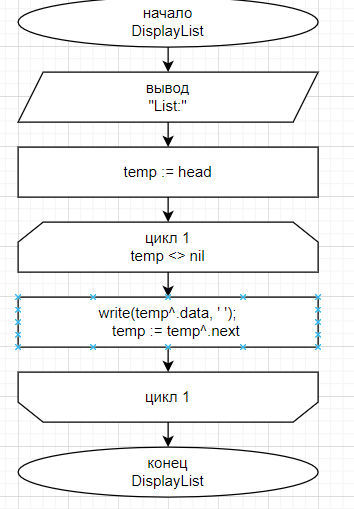 начало
DisplayList
вывод
"List:"
temp := head
цикл 1
temp <> nil
write(temp^.data, ' ');
temp := temp^.next
цикл 1
конец
DisplayList